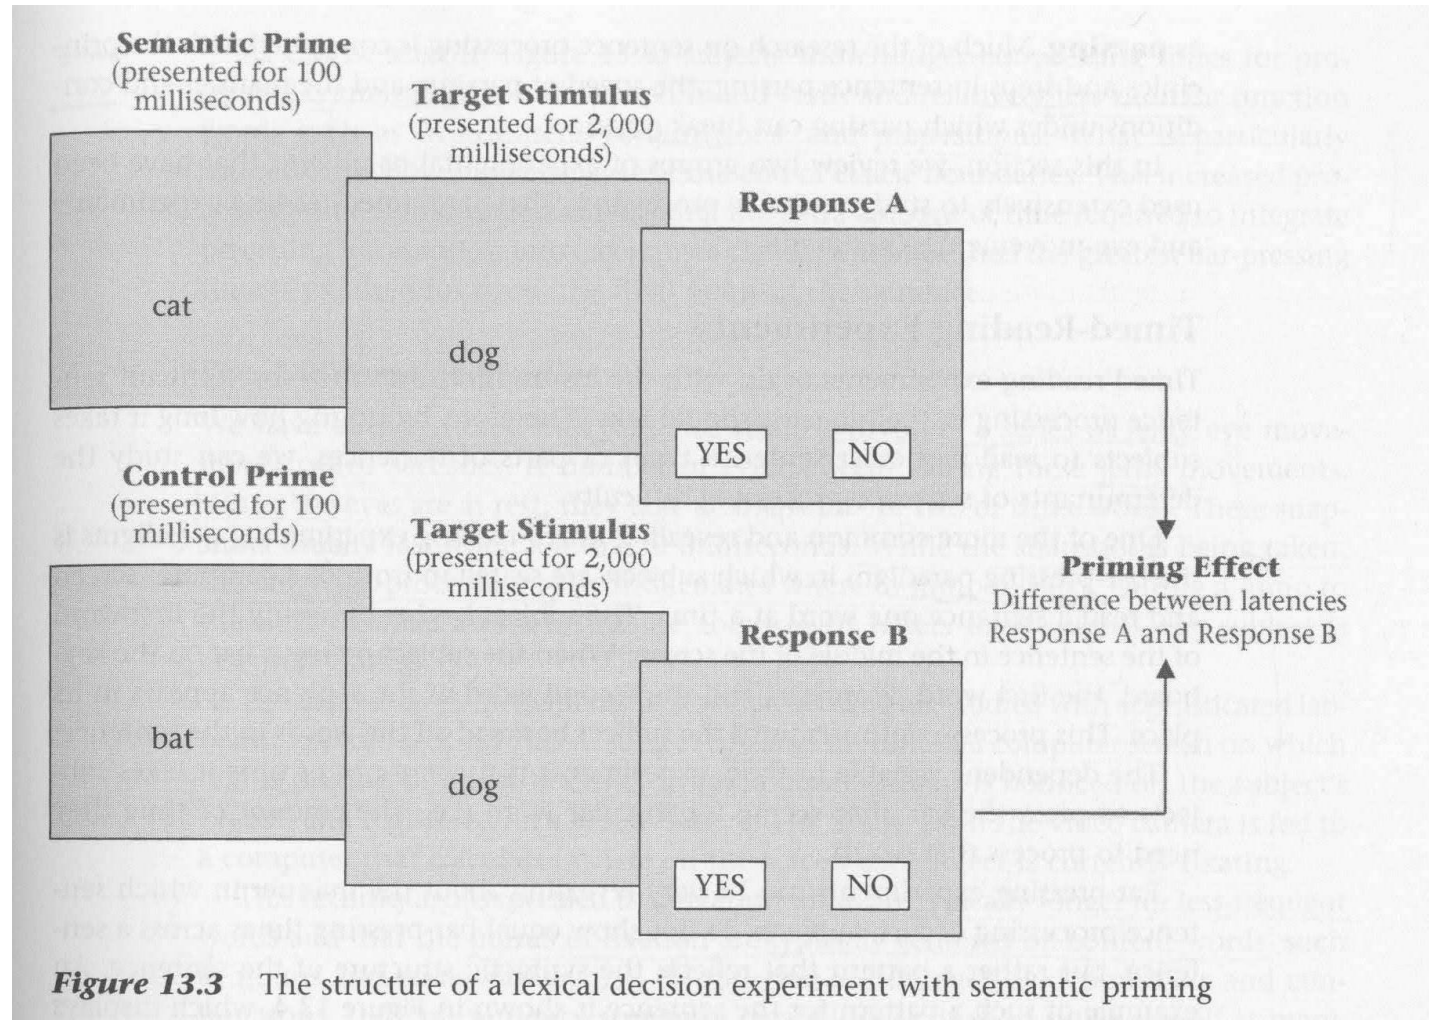 Semantic Prime
(presented for 100
milliseconds)
Target Stimulus
(presented for 2,000
milliseconds)
Response A
cat
dog
YES NO
Control Prime
(presented for 100
milliseconds)
Target Stimulus
(presented for 2,000
milliseconds)
Response B
bat
dog
YES NO
Priming Effect
Difference between latencies
Response A and Response B
Figure 13.3 The structure of a lexical decision experiment with semantic priming